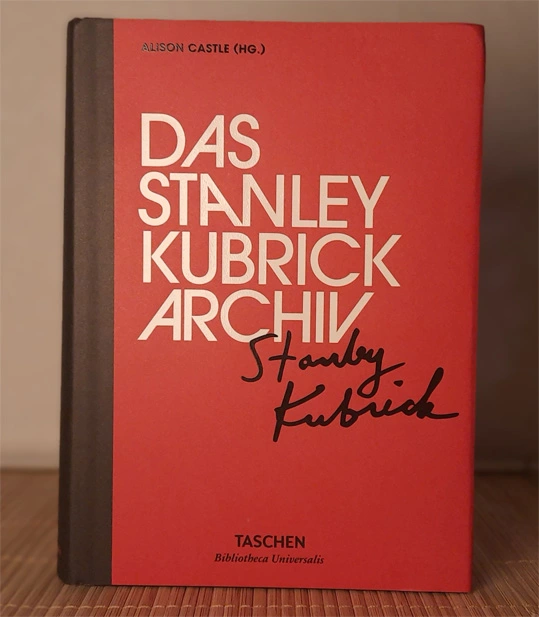 ALISON CASTLE (HG.)
DAS
STANLEY
KUBRICK
ARCHIV
Stanley
Kubrick
TASCHEN
Bibliotheca Universalis